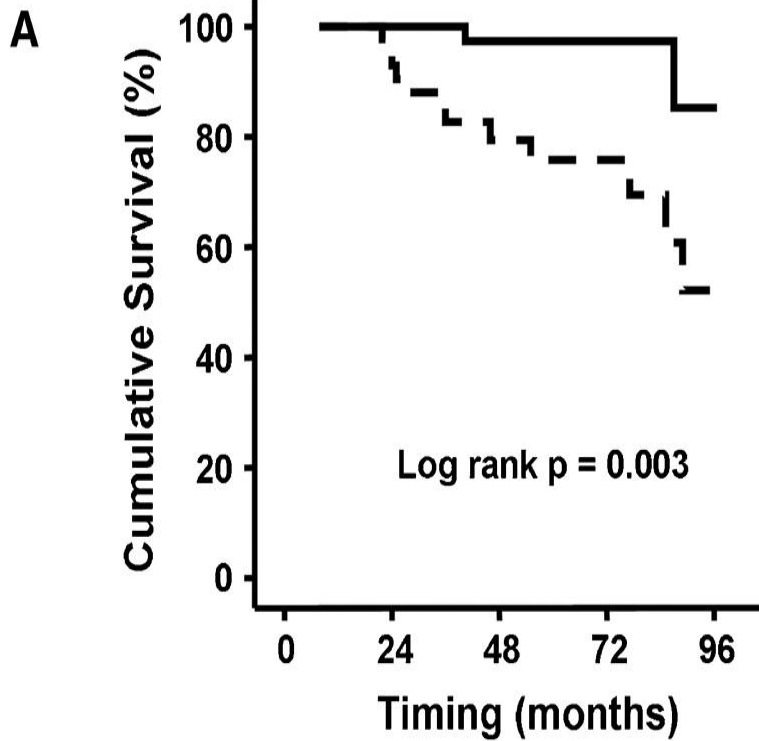 A
Cumulative Survival (%)
100
80
60
40
20
0
Log rank p = 0.003
0 24 48 72 96
Timing (months)